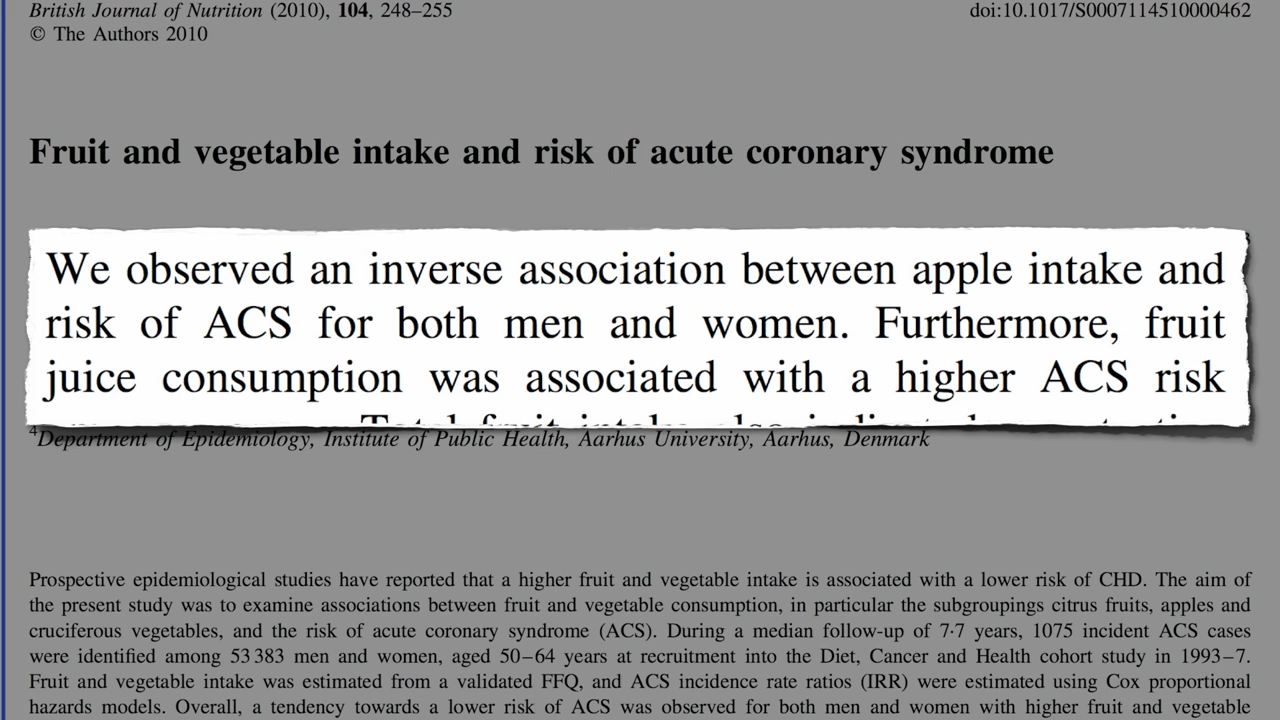 British Journal of Nutrition (2010), 104, 248–255
doi:10.1017/S0007114510000462
© The Authors 2010
Fruit and vegetable intake and risk of acute coronary syndrome
We observed an inverse association between apple intake and
risk of ACS for both men and women. Furthermore, fruit
juice consumption was associated with a higher ACS risk
4Department of Epidemiology, Institute of Public Health, Aarhus University, Aarhus, Denmark
Prospective epidemiological studies have reported that a higher fruit and vegetable intake is associated with a lower risk of CHD. The aim of
the present study was to examine associations between fruit and vegetable consumption, in particular the subgroupings citrus fruits, apples and
cruciferous vegetables, and the risk of acute coronary syndrome (ACS). During a median follow-up of 7·7 years, 1075 incident ACS cases
were identified among 53 383 men and women, aged 50–64 years at recruitment into the Diet, Cancer and Health cohort study in 1993–7.
Fruit and vegetable intake was estimated from a validated FFQ, and ACS incidence rate ratios (IRR) were estimated using Cox proportional
hazards models. Overall, a tendency towards a lower risk of ACS was observed for both men and women with higher fruit and vegetable